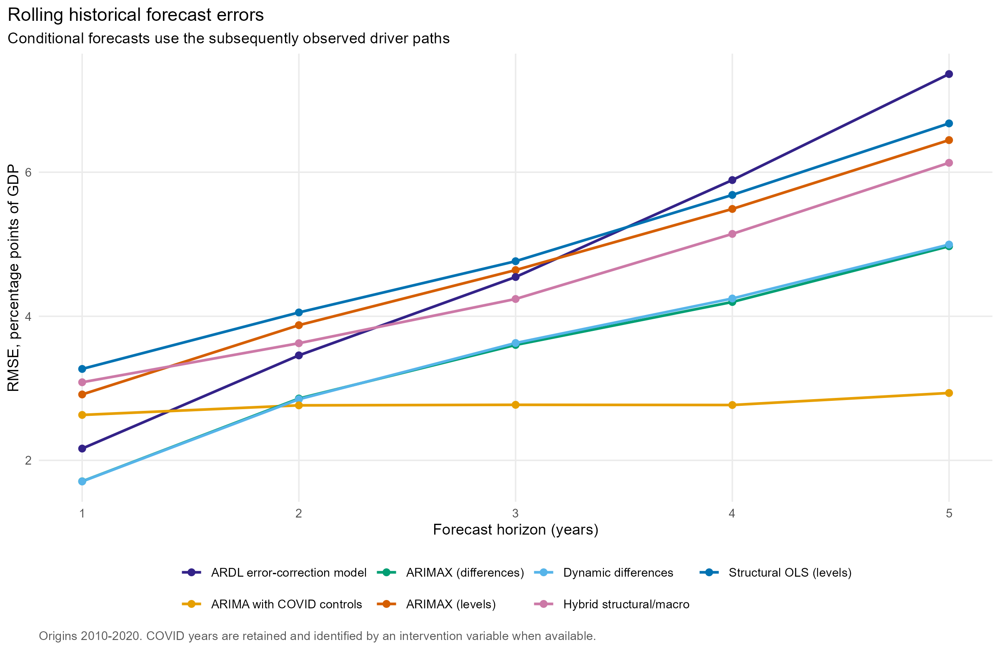 Rolling historical forecast errors
Conditional forecasts use the subsequently observed driver paths
RMSE, percentage points of GDP
6
4
2
1 2 3 4 5
Forecast horizon (years)
ARDL error-correction model ARIMAX (differences) Dynamic differences Structural OLS (levels)
ARIMA with COVID controls ARIMAX (levels) Hybrid structural/macro
Origins 2010-2020. COVID years are retained and identified by an intervention variable when available.